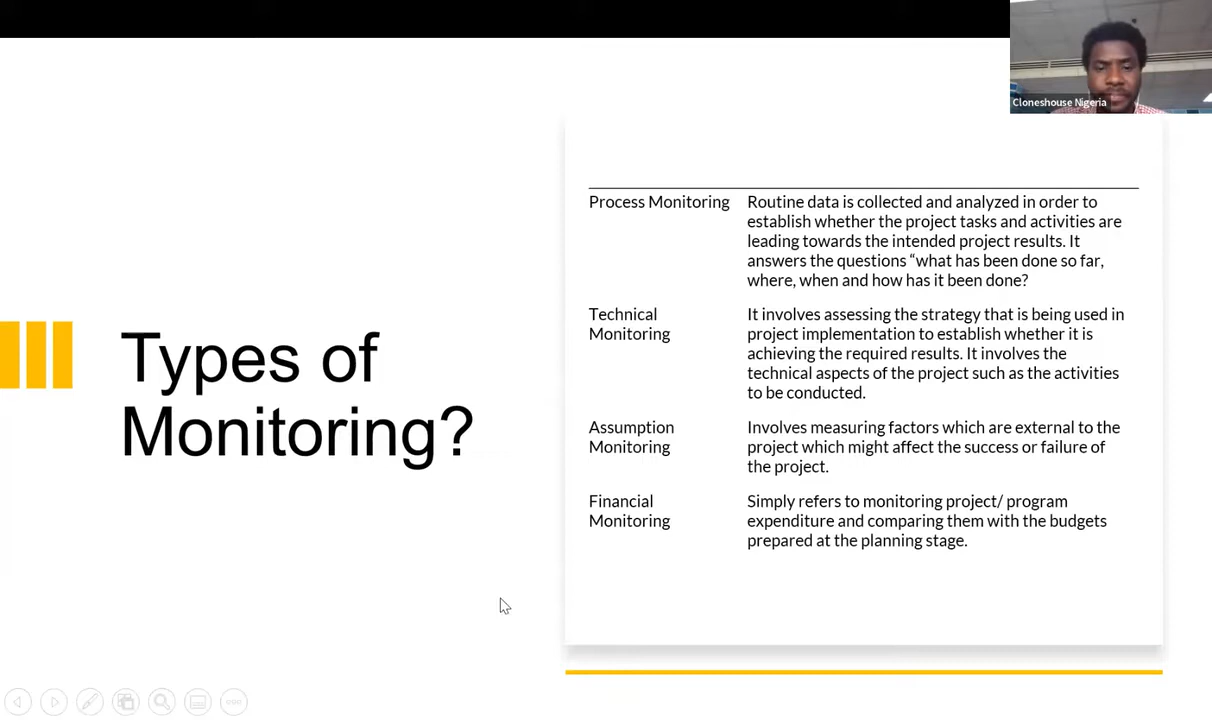 Cloneshouse Nigeria
Types of
Monitoring?
Process Monitoring
Routine data is collected and analyzed in order to
establish whether the project tasks and activities are
leading towards the intended project results. It
answers the questions “what has been done so far,
where, when and how has it been done?
Technical
Monitoring
It involves assessing the strategy that is being used in
project implementation to establish whether it is
achieving the required results. It involves the
technical aspects of the project such as the activities
to be conducted.
Assumption
Monitoring
Involves measuring factors which are external to the
project which might affect the success or failure of
the project.
Financial
Monitoring
Simply refers to monitoring project/ program
expenditure and comparing them with the budgets
prepared at the planning stage.